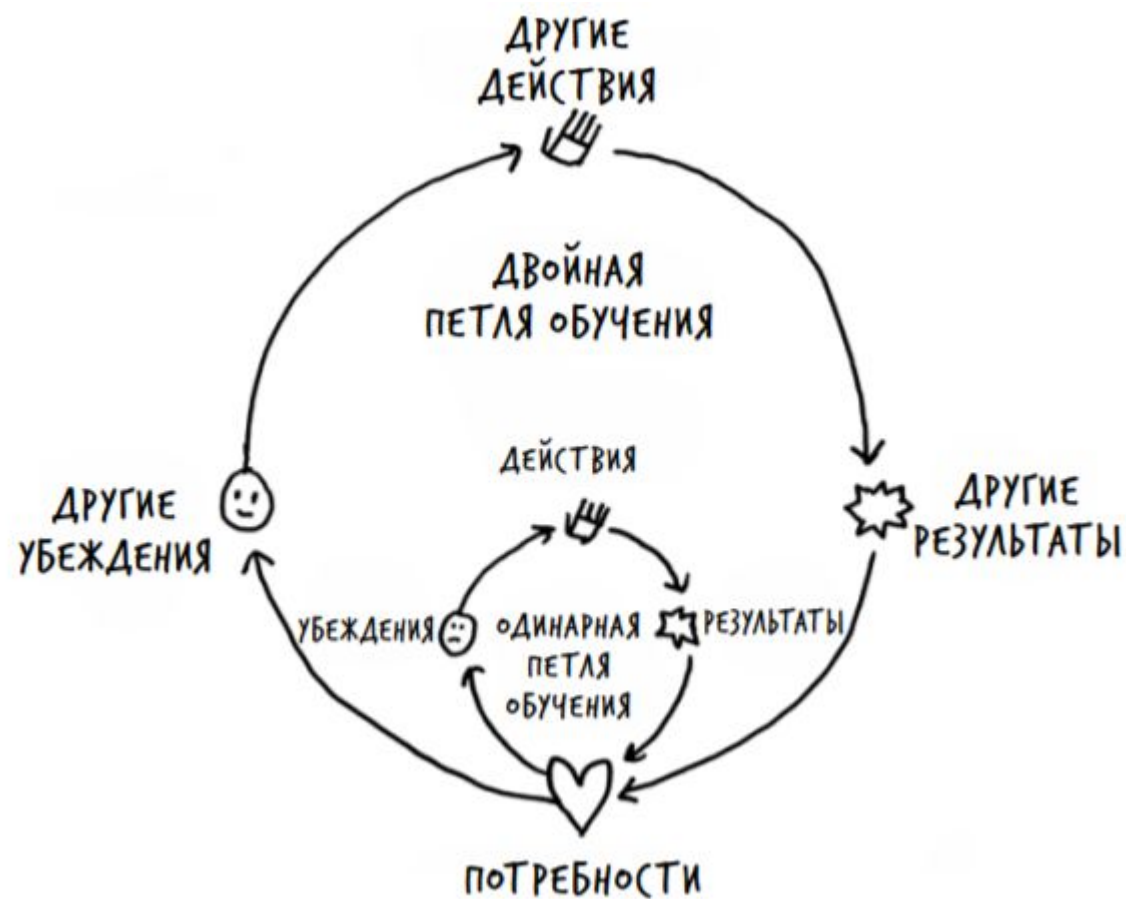 ДРУГИЕ
ДЕЙСТВИЯ
ДВОЙНАЯ
ПЕТЛЯ ОБУЧЕНИЯ
ДЕЙСТВИЯ
ДРУГИЕ
УБЕЖДЕНИЯ
ДРУГИЕ
РЕЗУЛЬТАТЫ
УБЕЖДЕНИЯ
ОДИНАРНАЯ
ПЕТЛЯ
ОБУЧЕНИЯ
РЕЗУЛЬТАТЫ
ПОТРЕБНОСТИ